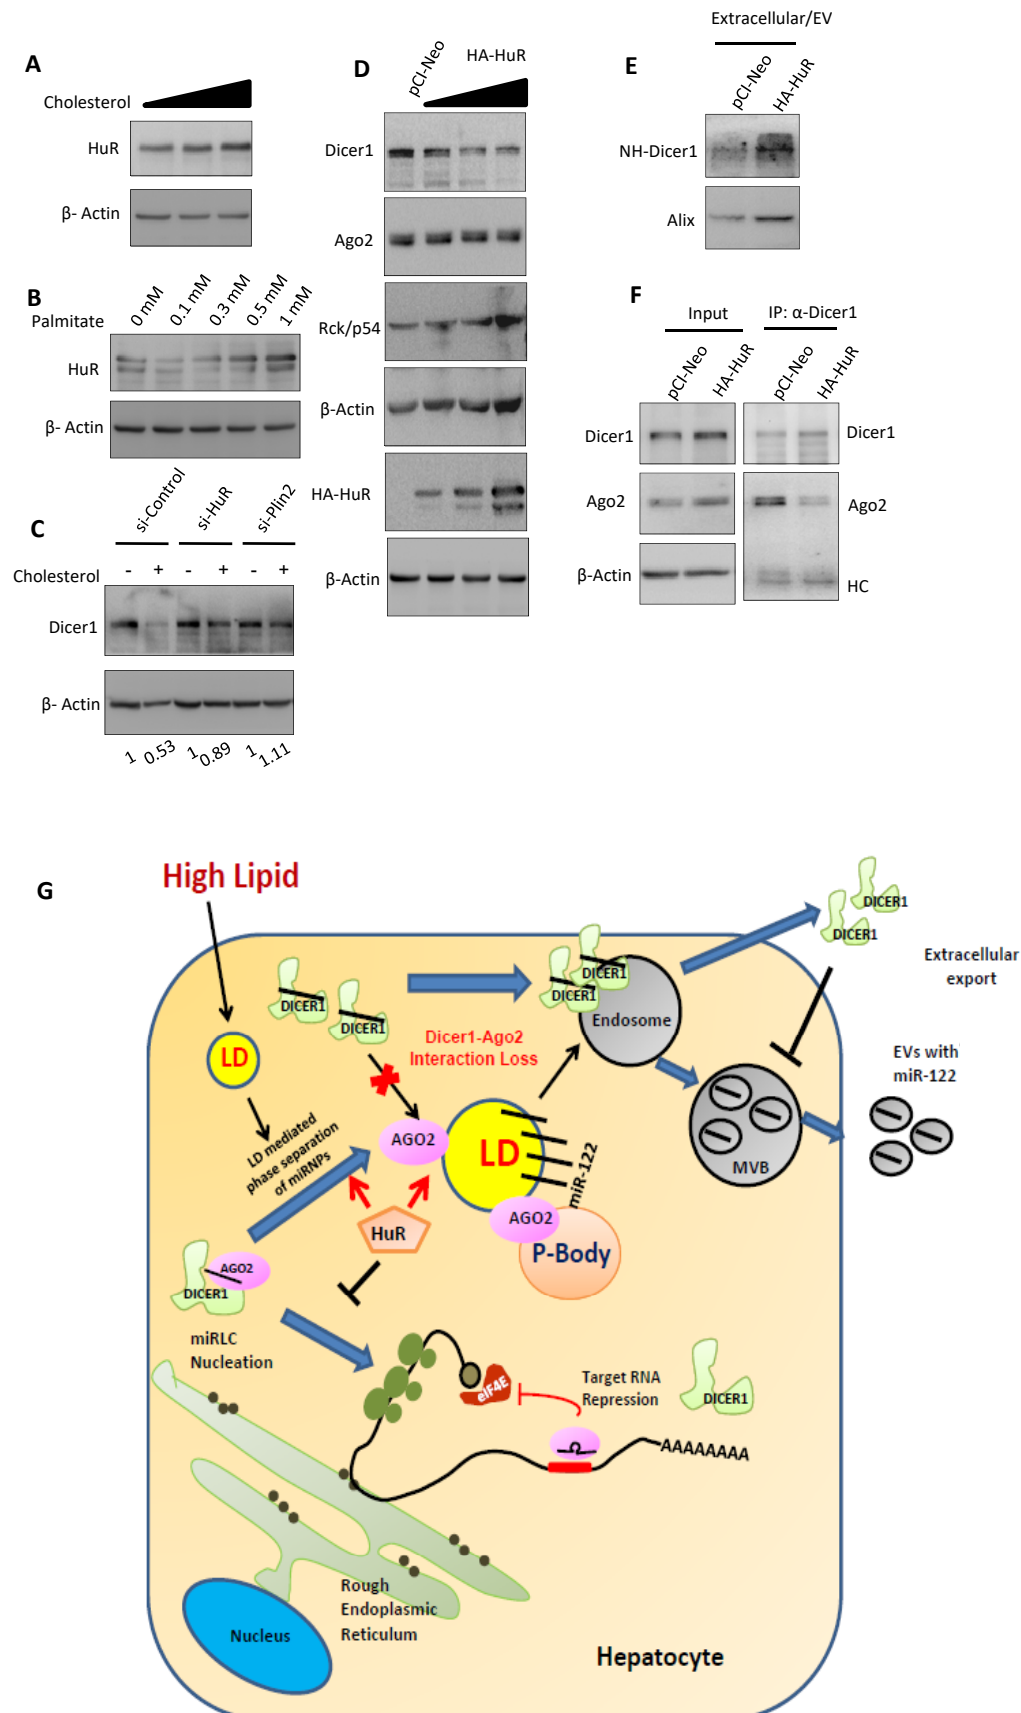 A
Cholesterol
HuR
β- Actin
B
Palmitate
0 mM
0.1 mM
0.3 mM
0.5 mM
1 mM
HuR
β- Actin
C
si-Control
si-HuR
si-Plin2
Cholesterol
- + - + - +
Dicer1
β- Actin
1 0.53 1 0.89 1 1.11
D
pCI-Neo
HA-HuR
Dicer1
Ago2
Rck/p54
β-Actin
HA-HuR
β-Actin
Extracellular/EV
E
pCI-Neo
HA-HuR
NH-Dicer1
Alix
F
Input
IP: α-Dicer1
pCI-Neo
HA-HuR
pCI-Neo
HA-HuR
Dicer1
Dicer1
Ago2
Ago2
β-Actin
HC
G
High Lipid
LD
LD mediated
phase separation
of miRNPs
DICER1
DICER1
Dicer1-Ago2
Interaction Loss
DICER1
DICER1
Endosome
DICER1
DICER1
Extracellular
export
EVs with
miR-122
MVB
AGO2
LD
miR-122
AGO2
P-Body
HuR
AGO2
DICER1
miRLC
Nucleation
eIF4E
Target RNA
Repression
DICER1
AAAAAAAA
Rough
Endoplasmic
Reticulum
Nucleus
Hepatocyte